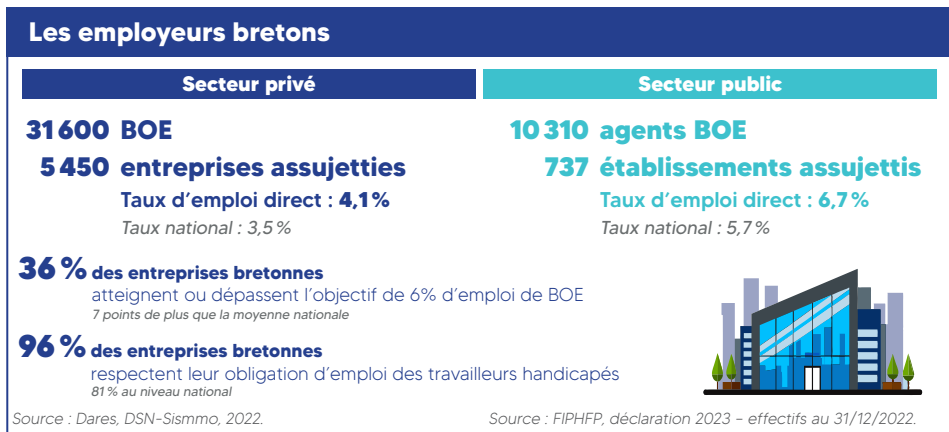 Les employeurs bretons
Secteur privé
31 600 BOE
5 450 entreprises assujetties
Taux d'emploi direct : 4,1 %
Taux national : 3,5 %
Secteur public
10 310 agents BOE
737 établissements assujettis
Taux d'emploi direct : 6,7 %
Taux national : 5,7 %
36 % des entreprises bretonnes
atteignent ou dépassent l'objectif de 6% d'emploi de BOE
7 points de plus que la moyenne nationale
96 % des entreprises bretonnes
respectent leur obligation d'emploi des travailleurs handicapés
81 % au niveau national
Source : Dares, DSN-Sismmo, 2022.
Source : FIPHFP, déclaration 2023 - effectifs au 31/12/2022.